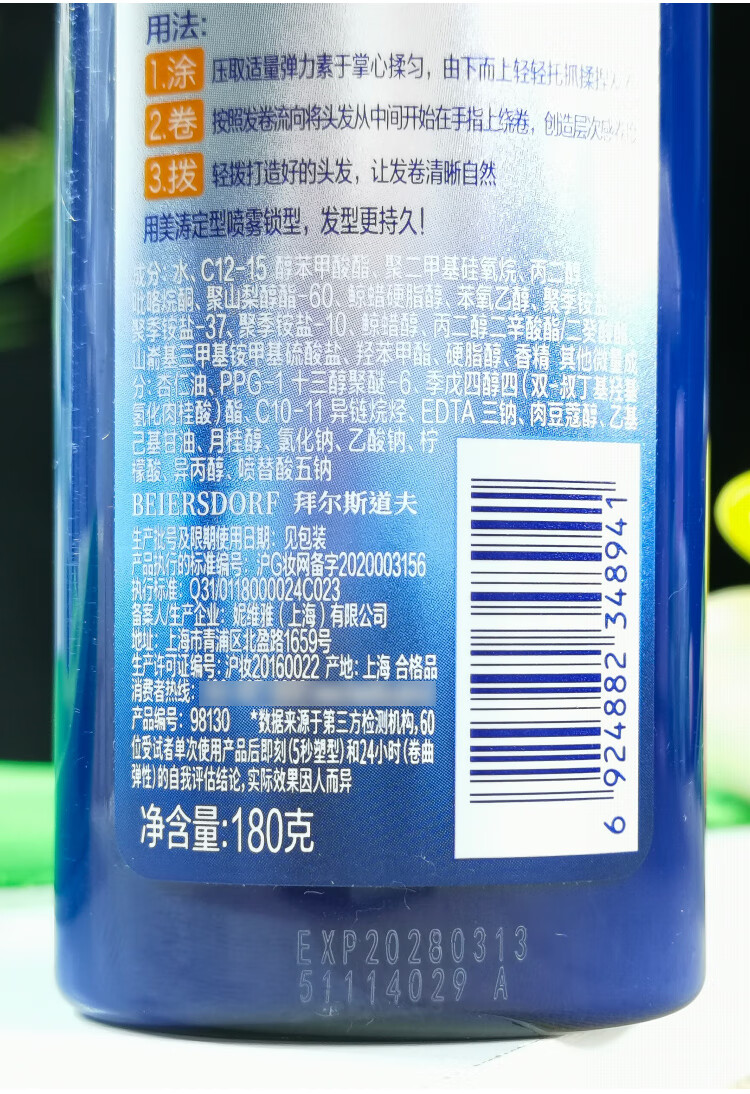 用法:
1.涂 压取适量弹力素于掌心揉匀，由下而上轻轻托抓揉捏
2.卷 按照发卷流向将头发从中间开始在手指上绕卷，创造层次感
3.拨 轻拨打造好的头发，让发卷清晰自然
用美涛定型喷雾锁型，发型更持久！
成分: 水、C12-15 醇苯甲酸酯、聚二甲基硅氧烷、丙二醇
吡咯烷酮、聚山梨醇酯-60、鲸蜡硬脂醇、苯氧乙醇、聚季铵盐
聚季铵盐-37、聚季铵盐-10、鲸蜡醇、丙二醇二辛酸酯/二癸酸酯
山嵛基三甲基铵甲基硫酸盐、羟苯甲酯、硬脂醇、香精 其他微量成
分: 杏仁油、PPG-1 十三醇聚醚-6、季戊四醇四(双-叔丁基羟基
氢化肉桂酸)酯、C10-11 异链烷烃、EDTA 三钠、肉豆蔻醇、乙基
己基甘油、月桂醇、氯化钠、乙酸钠、柠
檬酸、异丙醇、喷替酸五钠
BEIERSDORF 拜尔斯道夫
生产批号及限期使用日期: 见包装
产品执行的标准编号: 沪G妆网备字2020003156
执行标准: Q31/0118000024C023
备案人/生产企业: 妮维雅(上海)有限公司
地址: 上海市青浦区北盈路1659号
生产许可证编号: 沪妆20160022 产地: 上海 合格品
消费者热线:
产品编号: 98130 *数据来源于第三方检测机构, 60
位受试者单次使用产品后即刻(5秒塑型)和24小时(卷曲
弹性)的自我评估结论, 实际效果因人而异
净含量:180克
6 924882 348941
EXP20280313
51114029 A